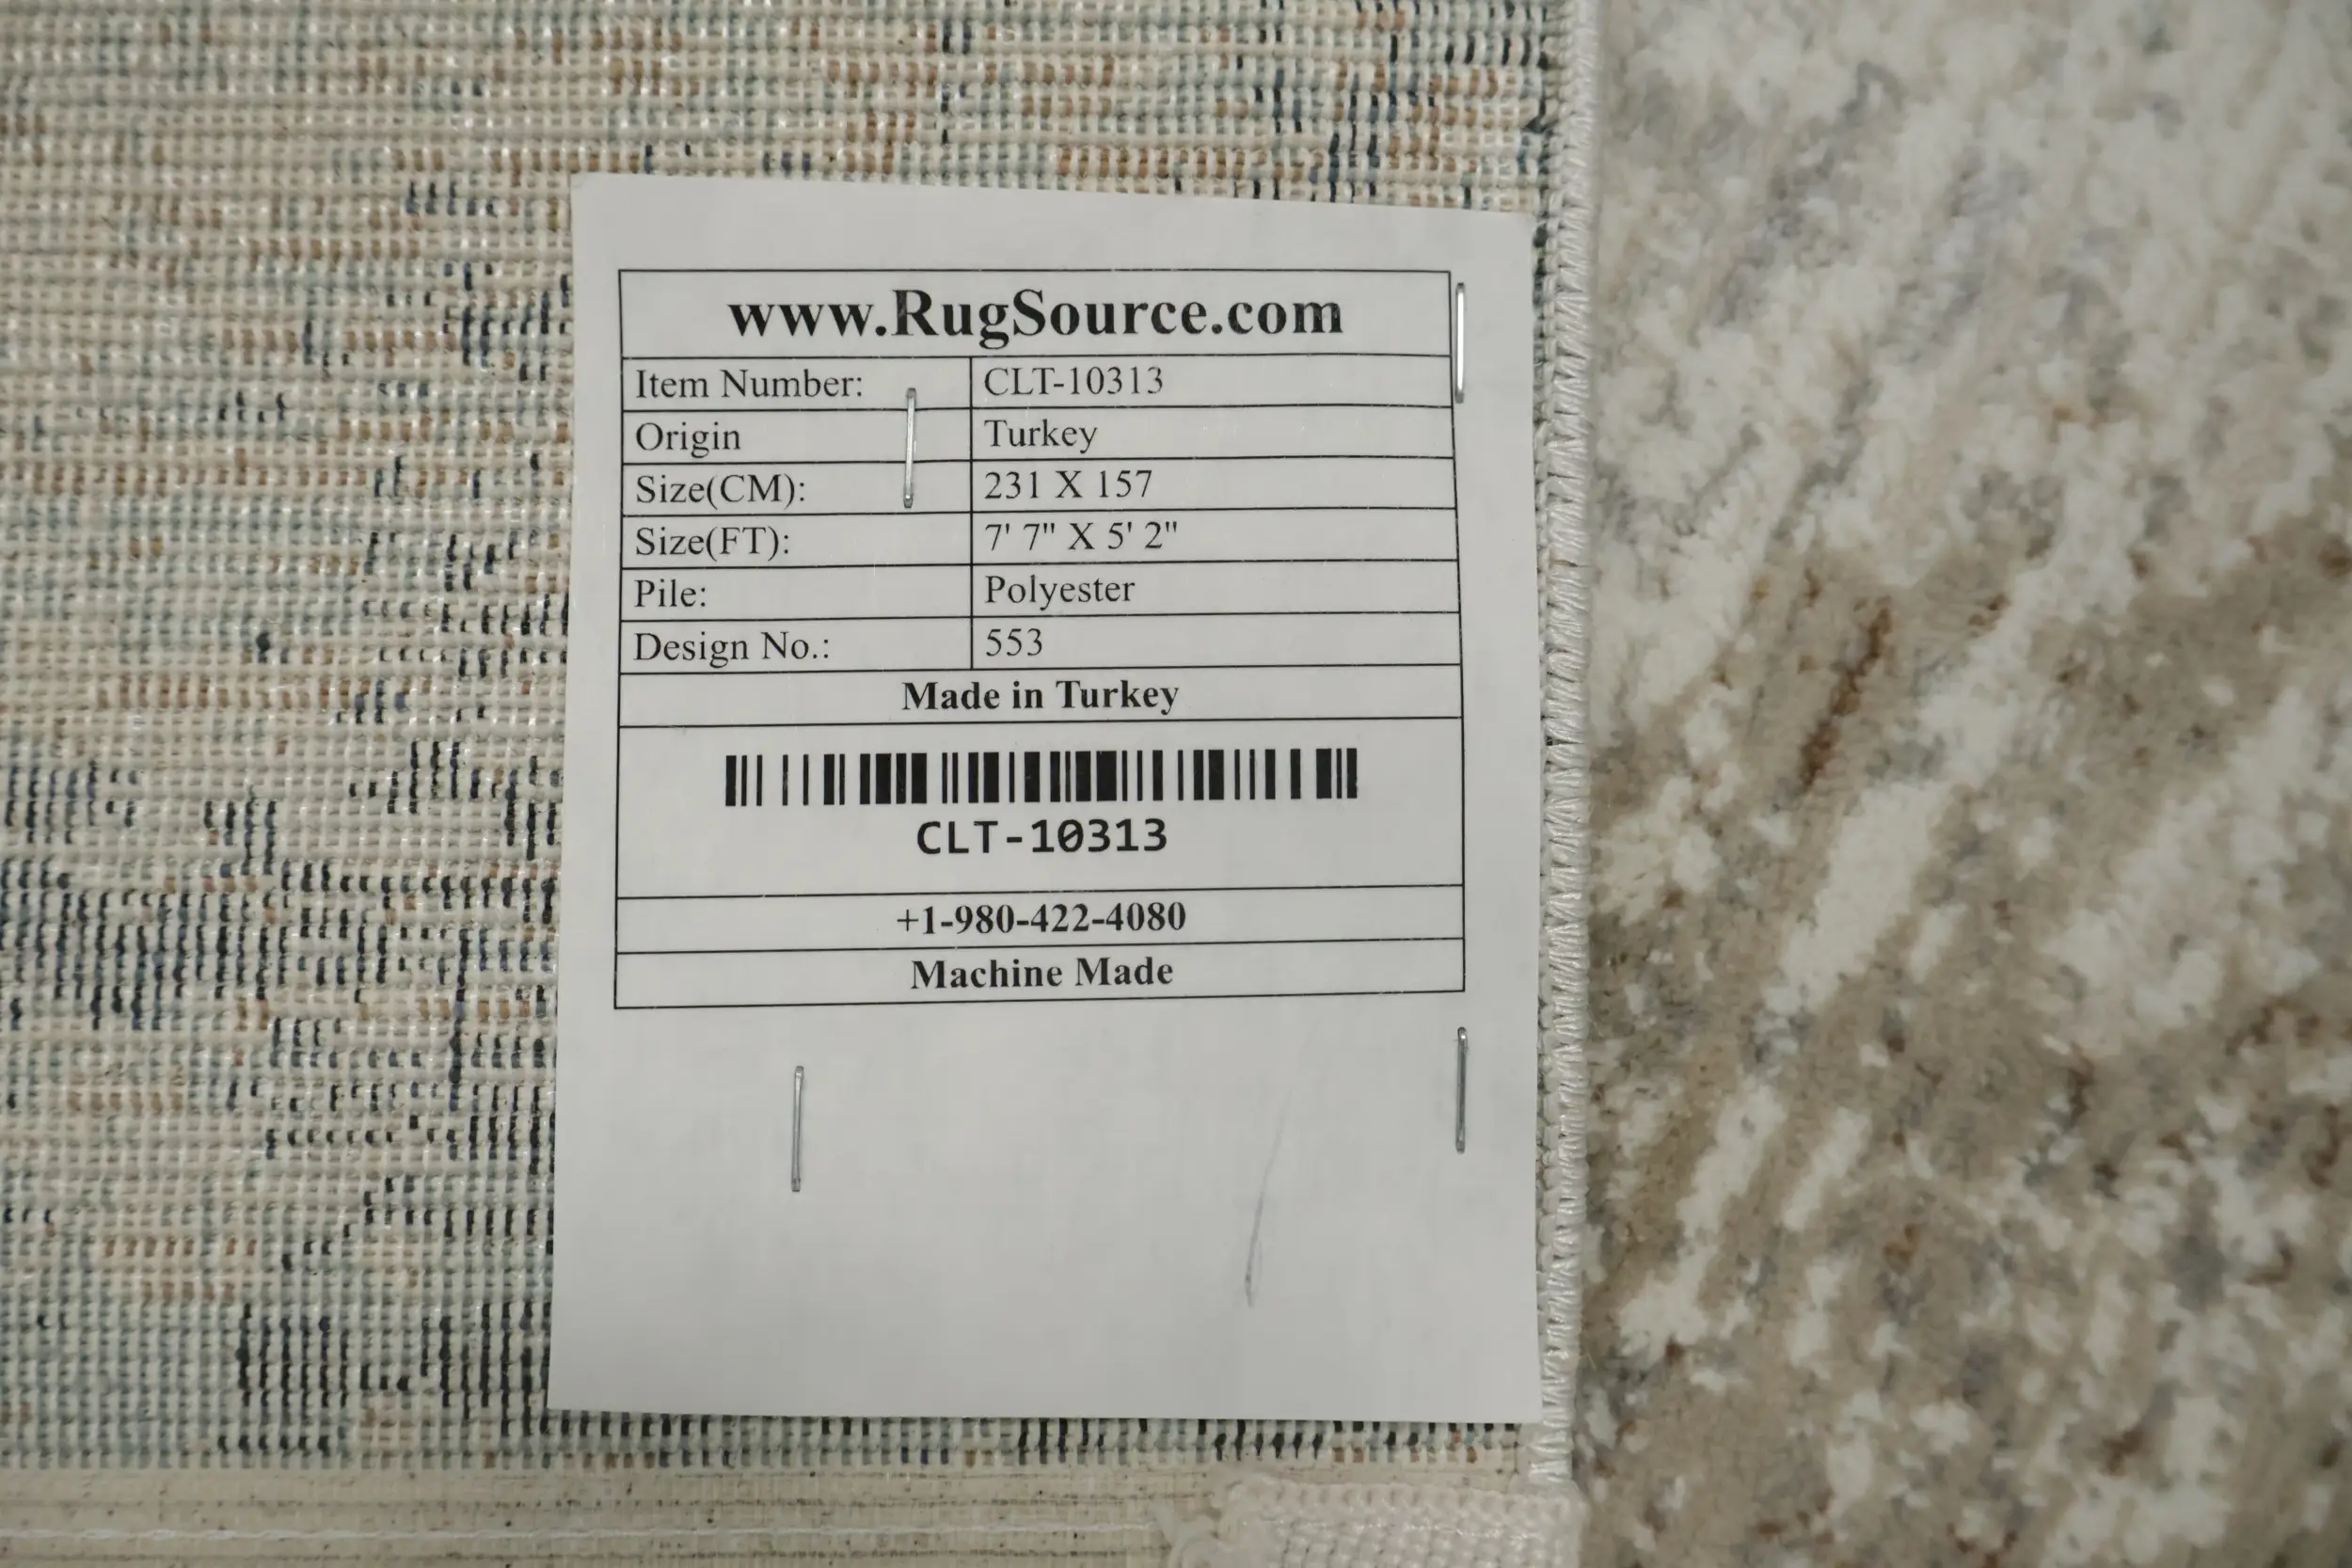 www.RugSource.com
Item Number: CLT-10313
Origin Turkey
Size(CM): 231 X 157
Size(FT): 7' 7" X 5' 2"
Pile: Polyester
Design No.: 553
Made in Turkey
CLT-10313
+1-980-422-4080
Machine Made